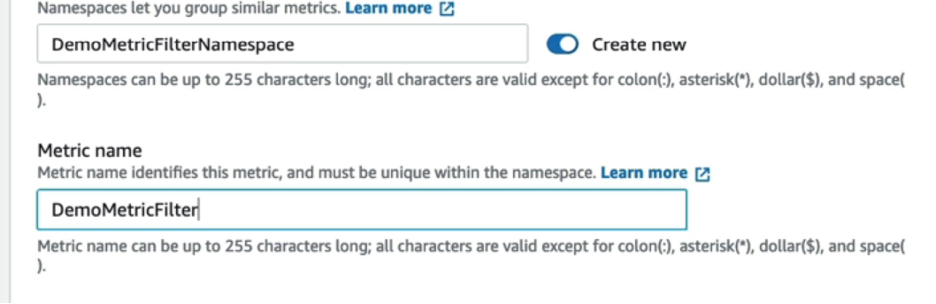 Namespaces let you group similar metrics. Learn more
DemoMetricFilterNamespace
Create new
Namespaces can be up to 255 characters long; all characters are valid except for colon(:), asterisk(*), dollar($), and space(
).
Metric name
Metric name identifies this metric, and must be unique within the namespace. Learn more
DemoMetricFilter
Metric name can be up to 255 characters long; all characters are valid except for colon(:), asterisk(*), dollar($), and space(
).